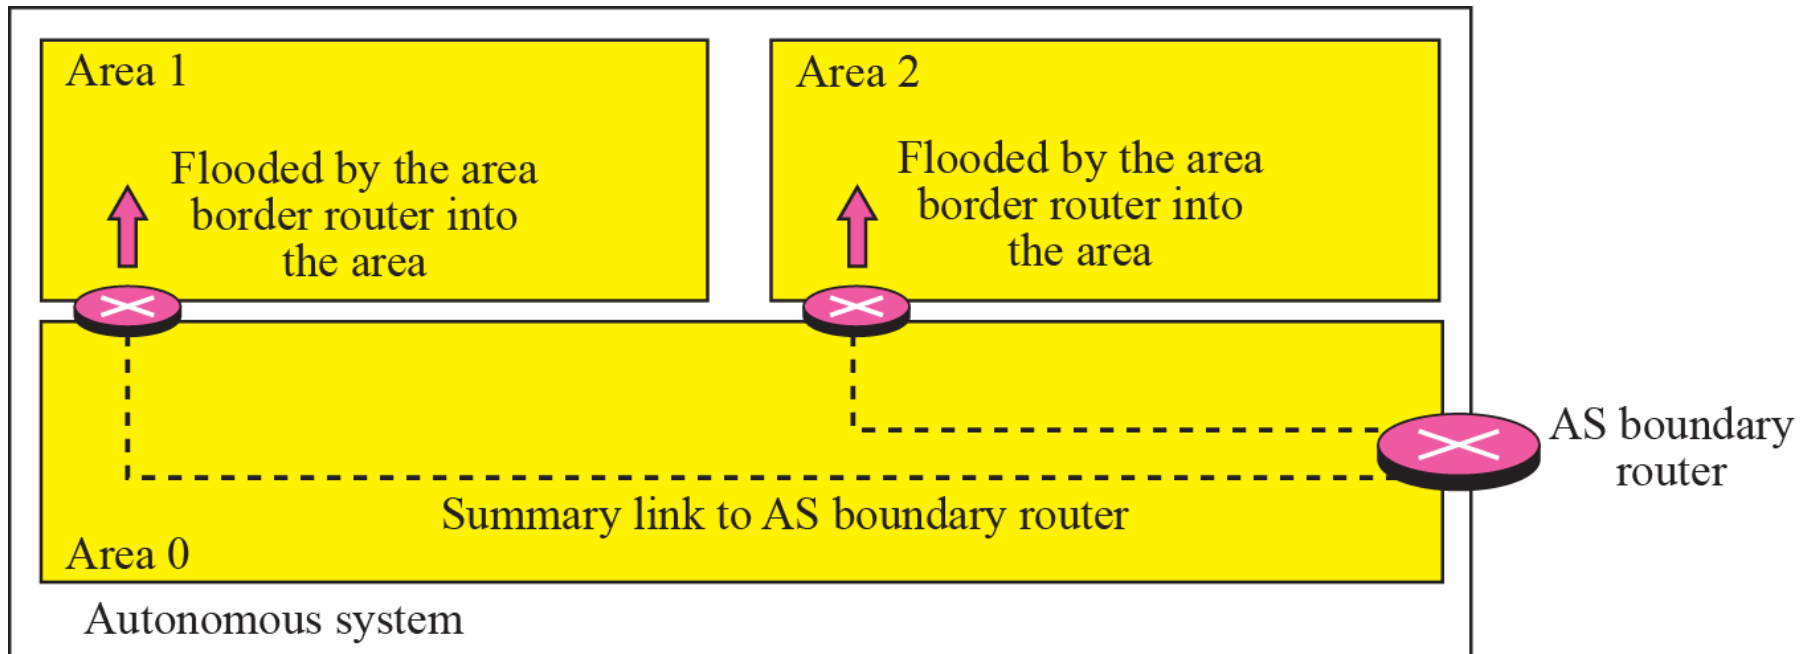 Area 1
Flooded by the area
border router into
the area
Area 2
Flooded by the area
border router into
the area
AS boundary
router
Summary link to AS boundary router
Area 0
Autonomous system